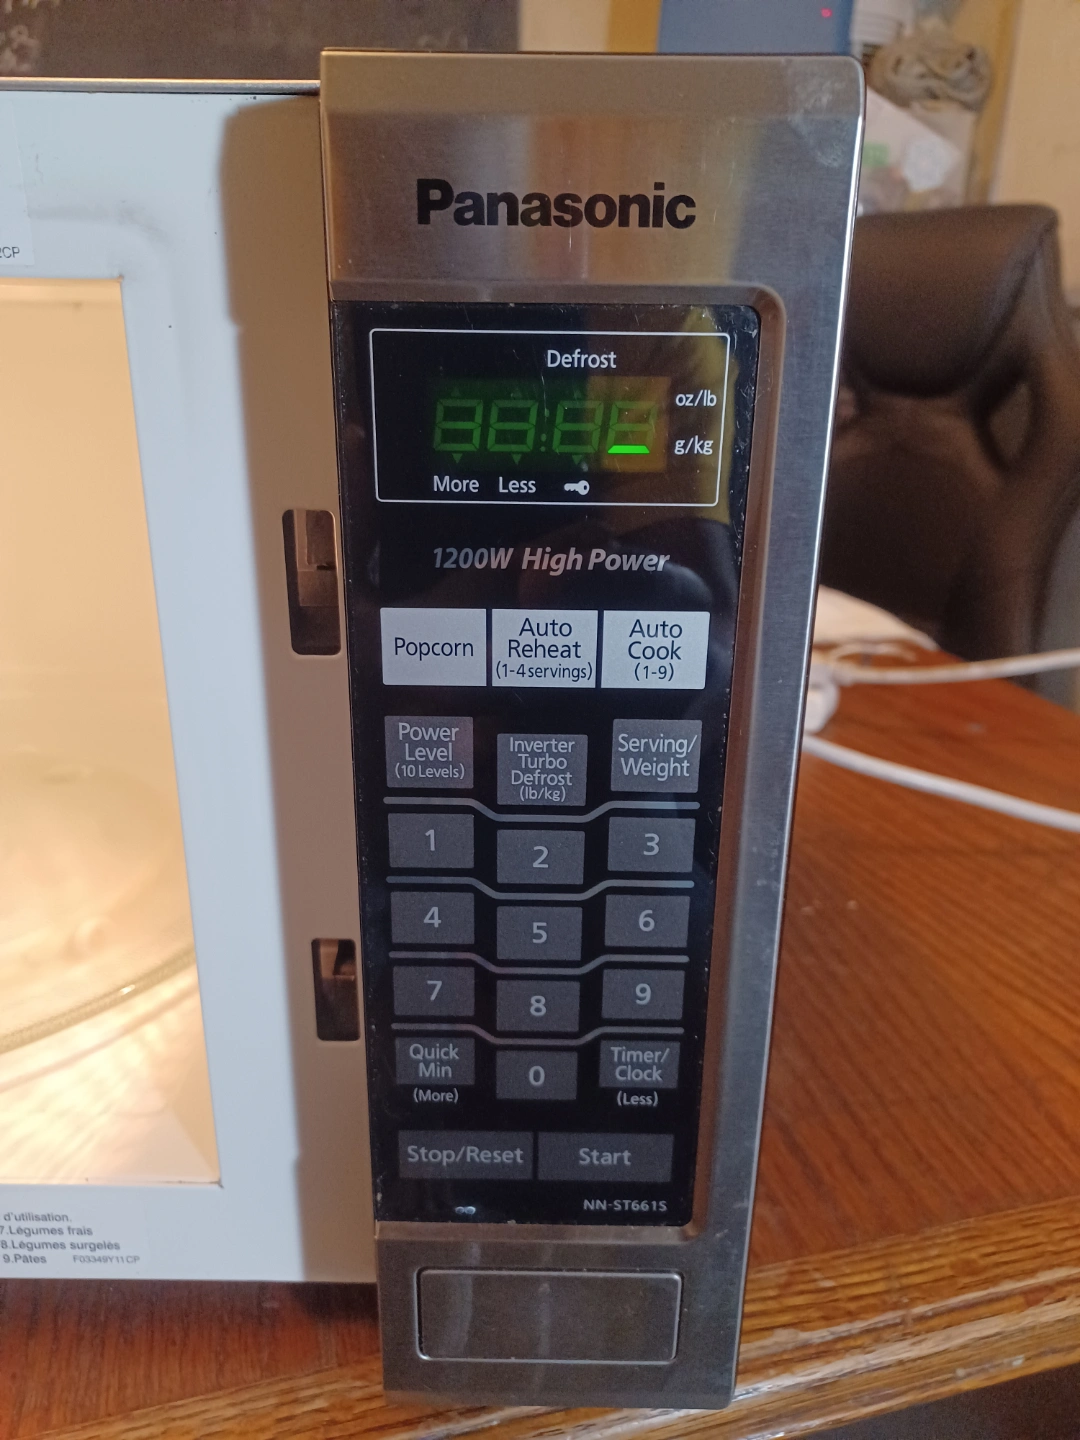 Panasonic
Defrost
oz/lb
g/kg
More Less
1200W High Power
Popcorn
Auto Reheat (1-4 servings)
Auto Cook (1-9)
Power Level (10 Levels)
Inverter Turbo Defrost (lb/kg)
Serving/ Weight
1 2 3
4 5 6
7 8 9
Quick Min
0
Timer/ Clock
(More)
(Less)
Stop/Reset
Start
NN-ST661S
d'utilisation.
7.Légumes frais
8.Légumes surgelés
9.Pâtes F03349Y11CP